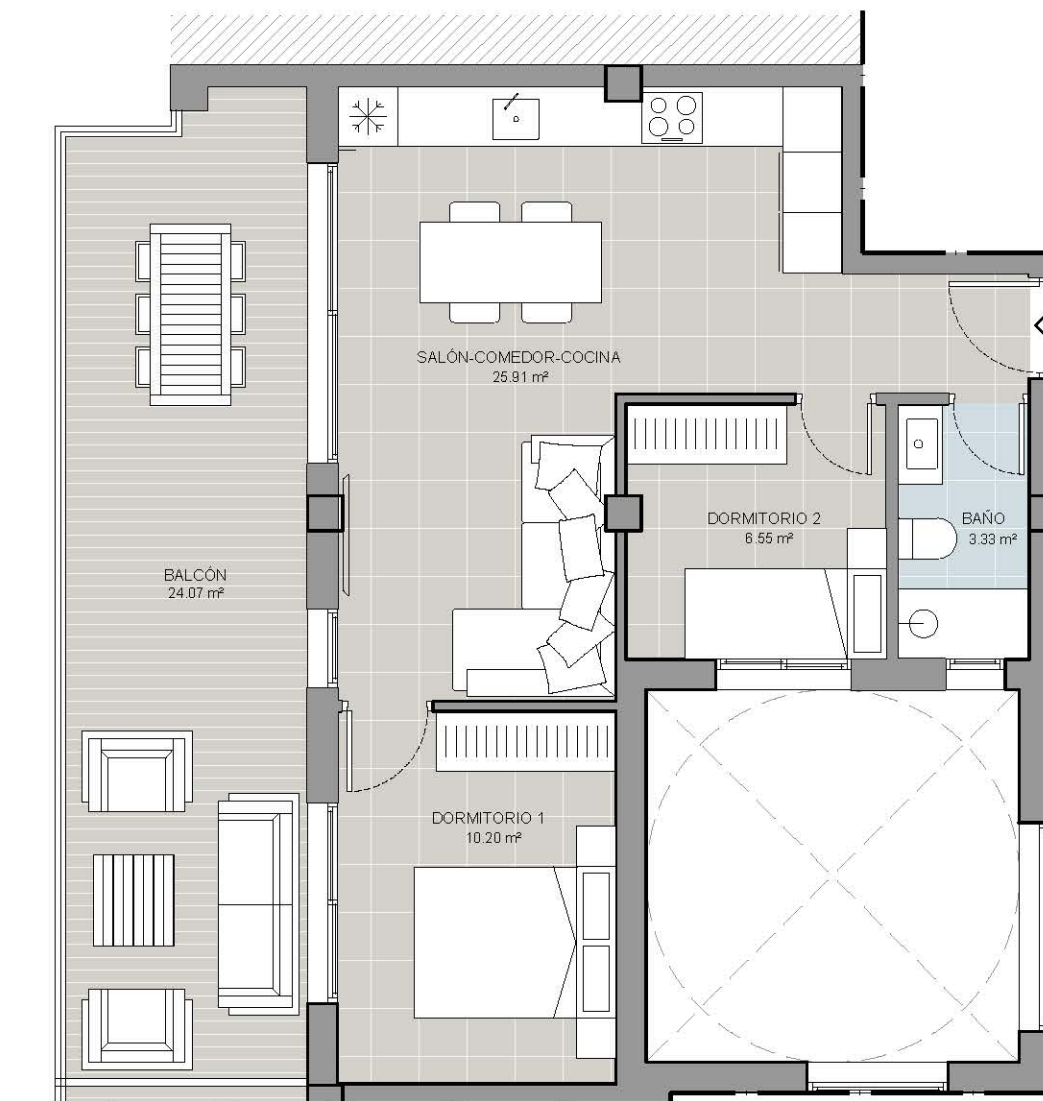 SALÓN-COMEDOR-COCINA
25.91 m²
DORMITORIO 2
6.55 m²
BAÑO
3.33 m²
BALCÓN
24.07 m²
DORMITORIO 1
10.20 m²